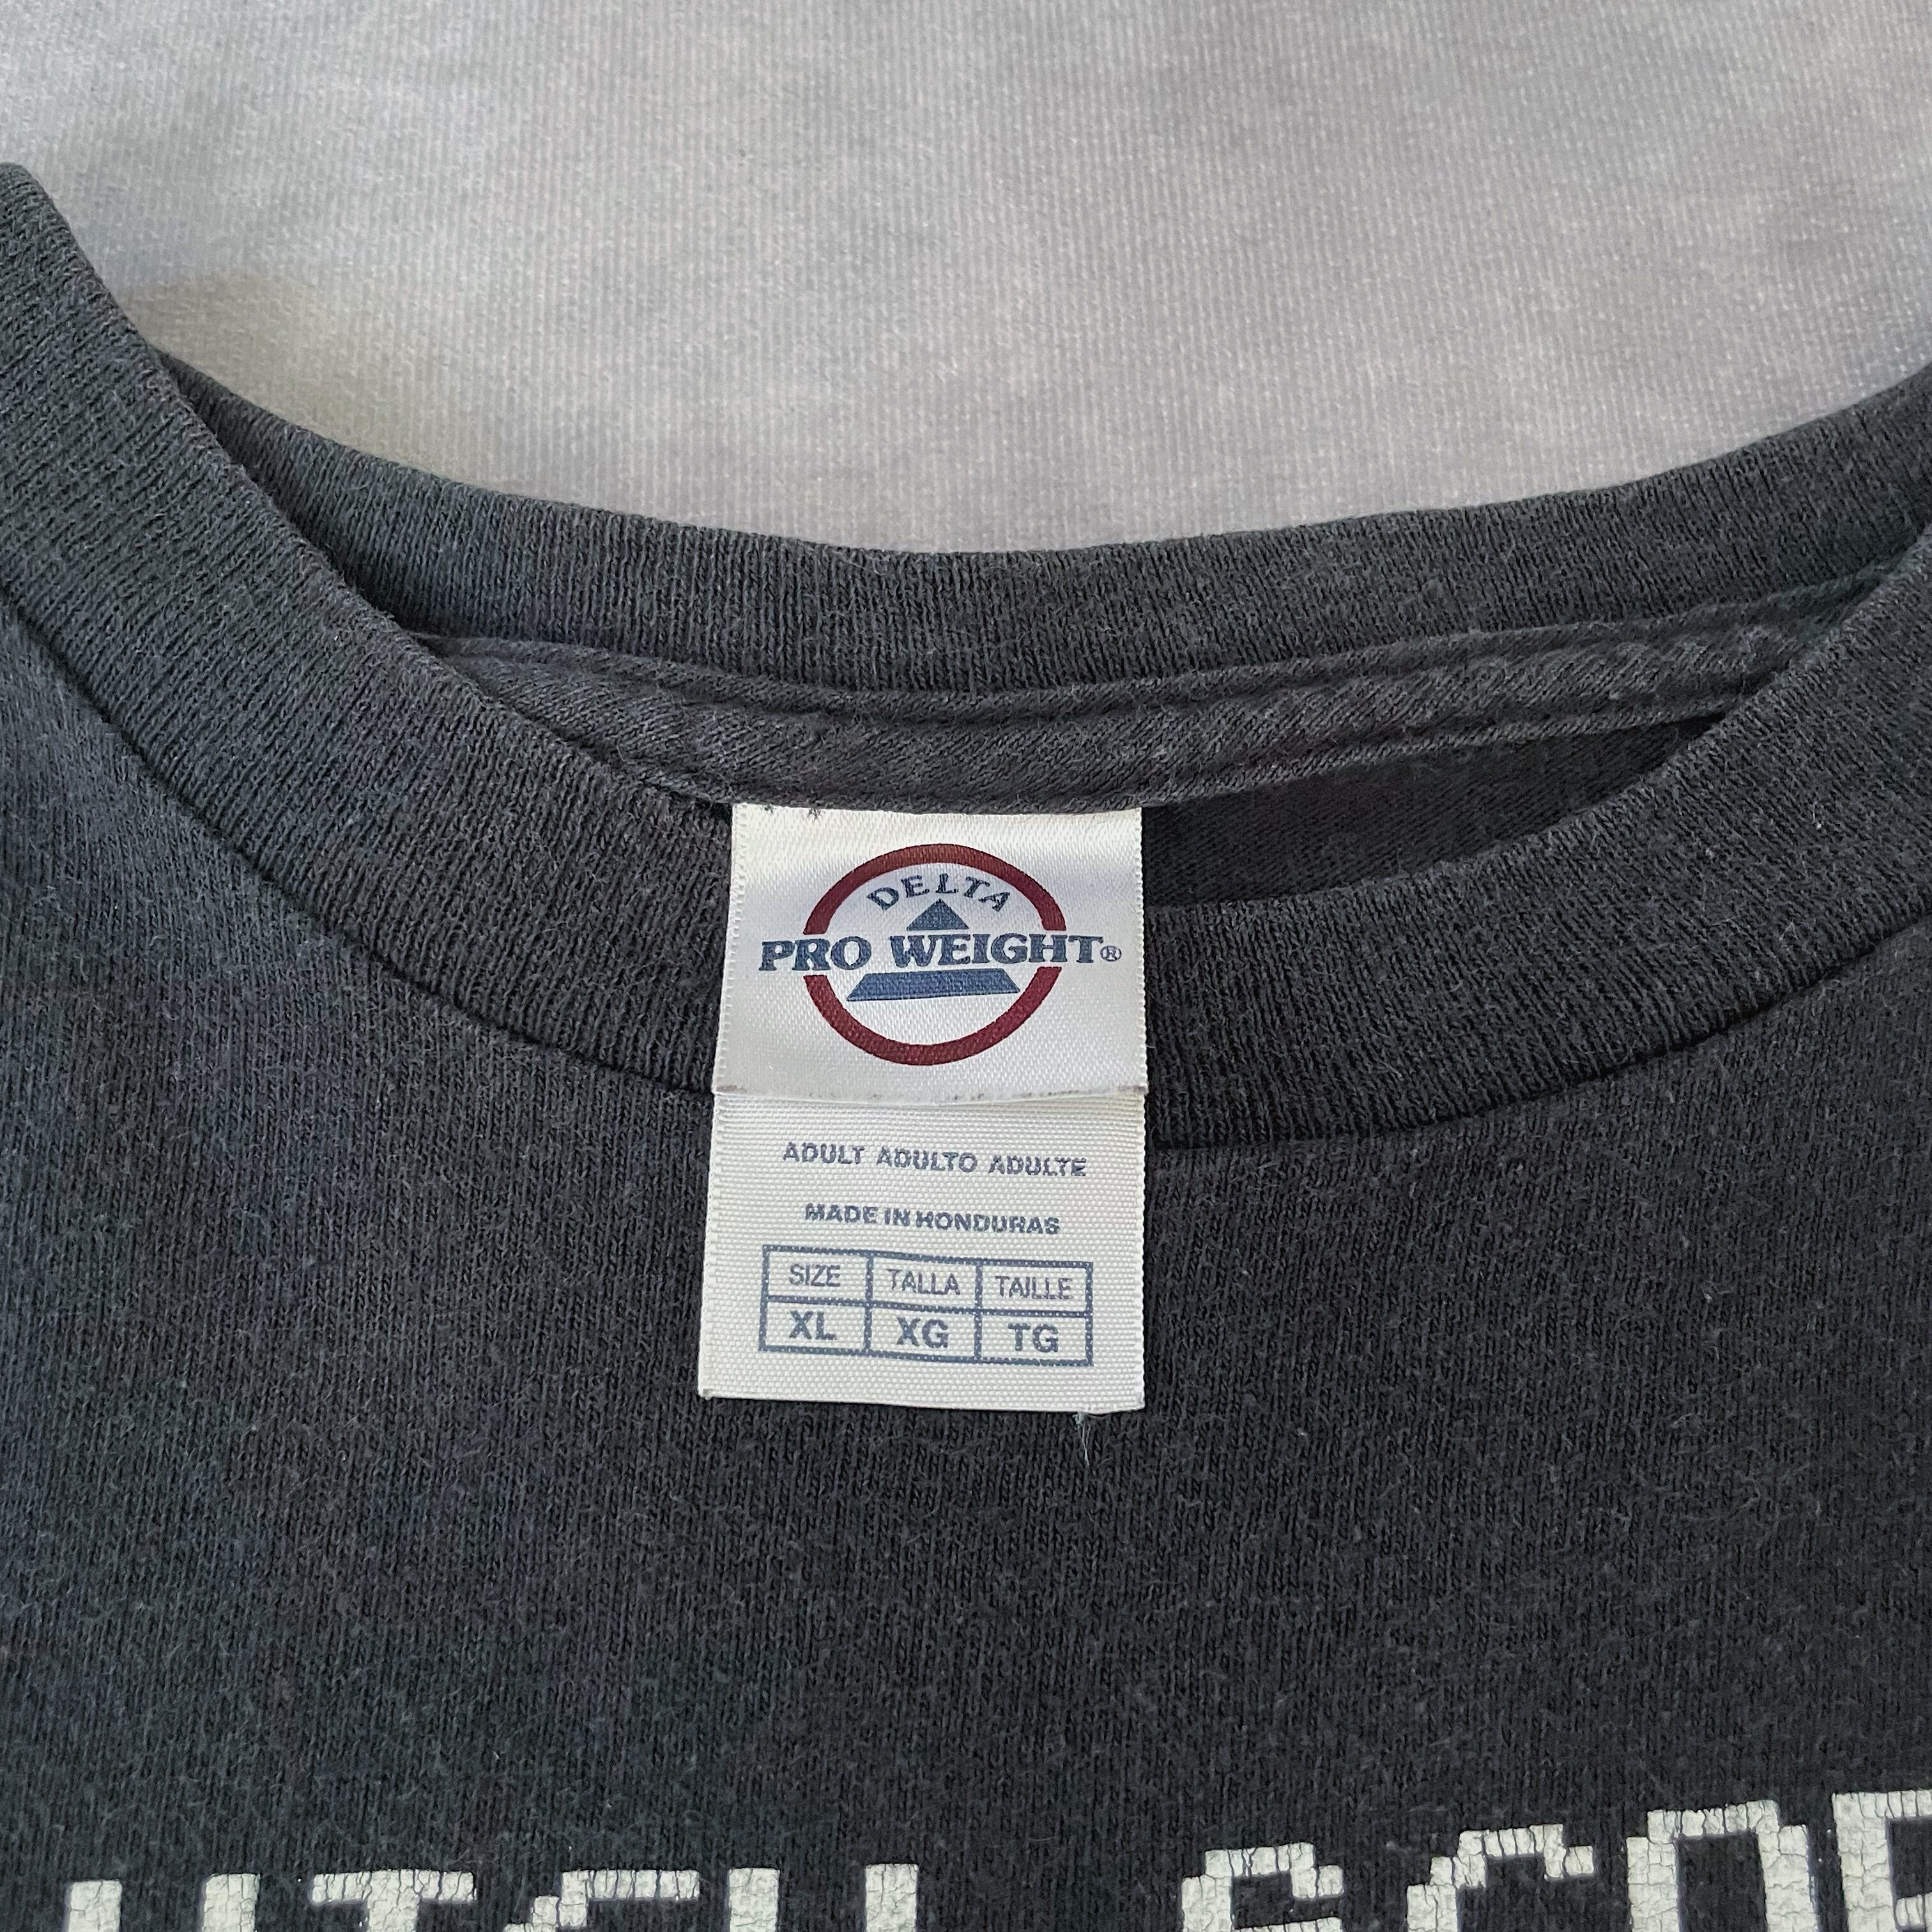 DELTA
PRO WEIGHT®
ADULT ADULTO ADULTE
MADE IN HONDURAS
SIZE TALLA TAILLE
XL XG TG